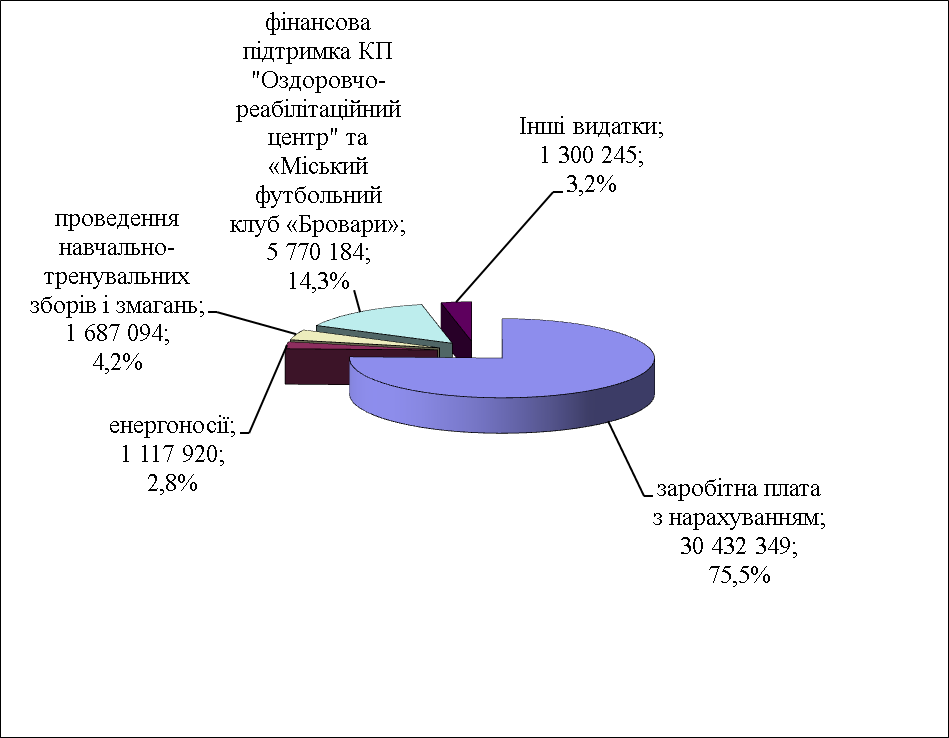 фінансова
підтримка КП
"Оздоровчо-
реабілітаційний
центр" та
«Міський
футбольний
клуб «Бровари»;
5 770 184;
14,3%
Інші видатки;
1 300 245;
3,2%
проведення
навчально-
тренувальних
зборів і змагань;
1 687 094;
4,2%
енергоносії;
1 117 920;
2,8%
заробітна плата
з нарахуванням;
30 432 349;
75,5%